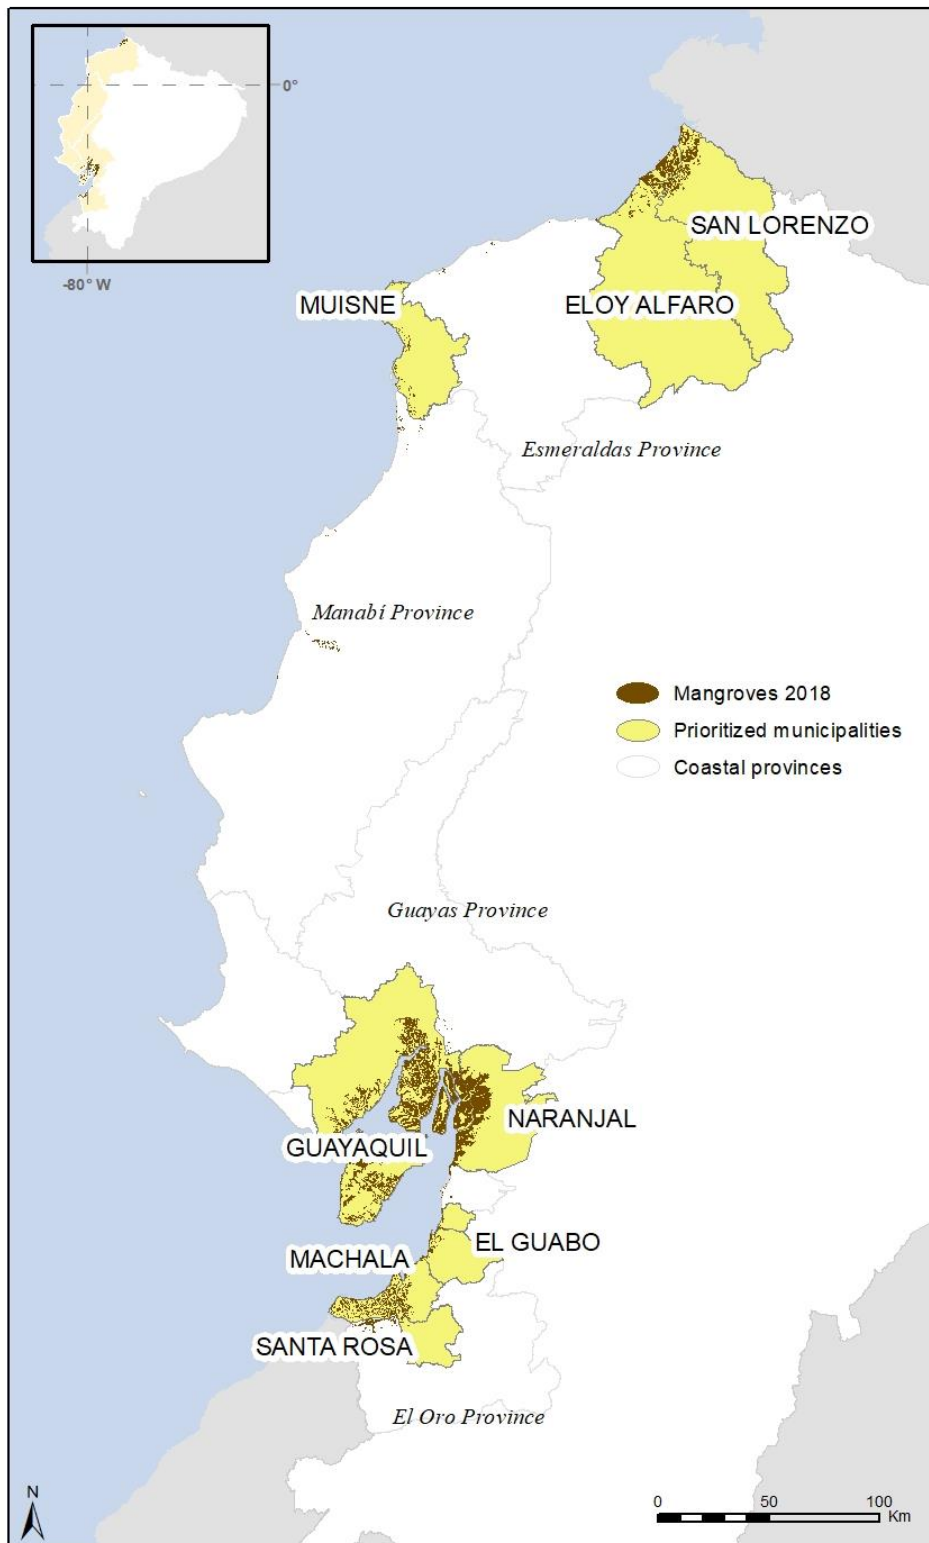 0°
-80° W
SAN LORENZO
MUISNE
ELOY ALFARO
Esmeraldas Province
Manabí Province
Mangroves 2018
Prioritized municipalities
Coastal provinces
Guayas Province
NARANJAL
GUAYAQUIL
EL GUABO
MACHALA
SANTA ROSA
El Oro Province
N
0 50 100
Km